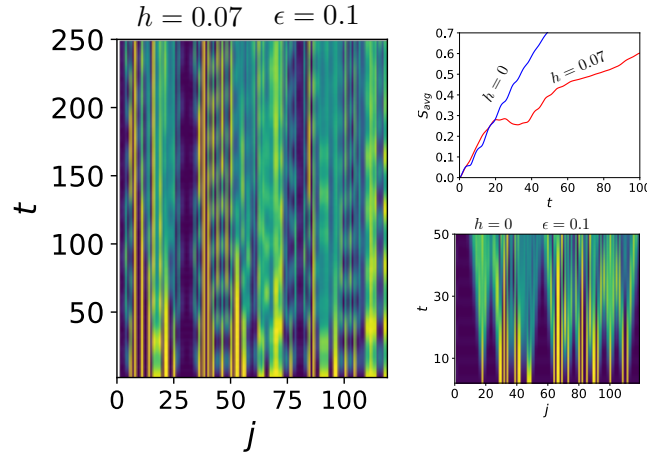 h = 0.07 ϵ = 0.1
250
200
150
100
50
t
0 25 50 75 100
j
0.7
0.6
0.5
0.4
0.3
0.2
0.1
0.0
S_avg
h = 0
h = 0.07
0 20 40 60 80 100
t
h = 0 ϵ = 0.1
50
30
10
t
0 20 40 60 80 100
j